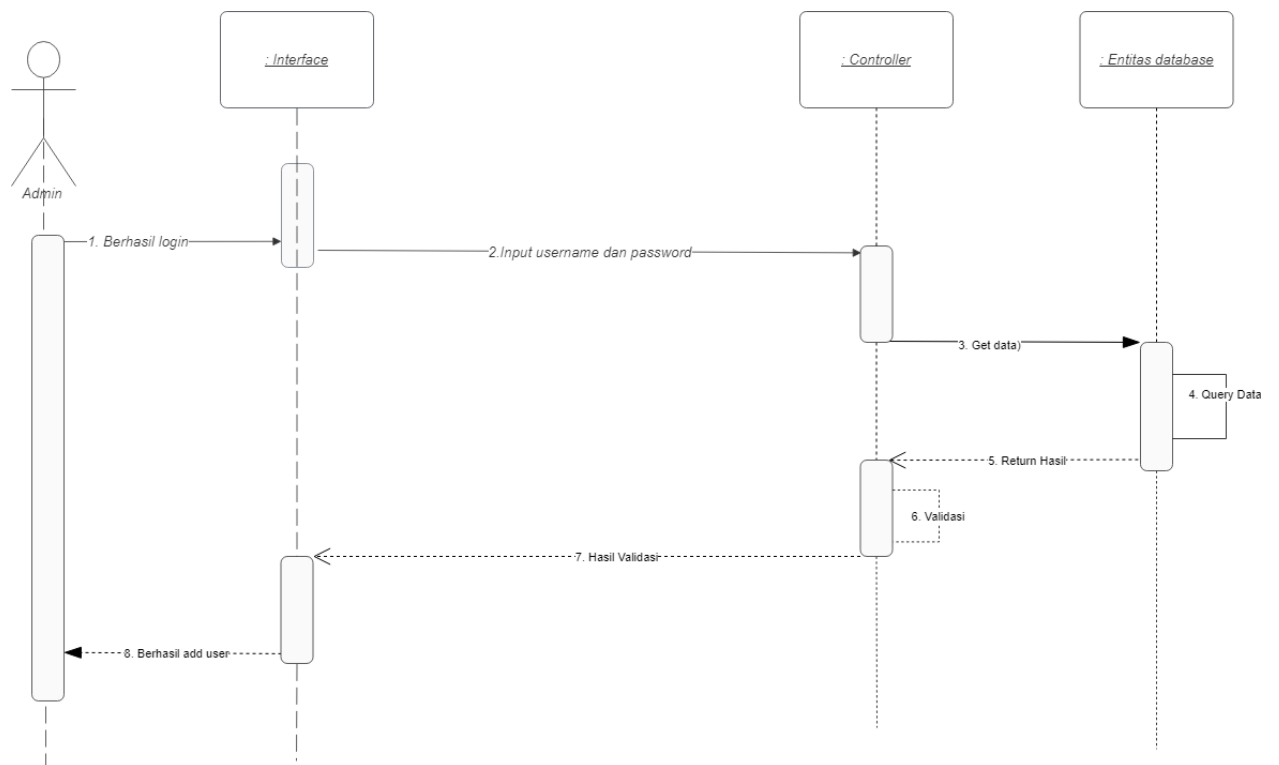 : Interface
: Controller
: Entitas database
Admin
1. Berhasil login
2.Input username dan password
3. Get data)
4. Query Data
5. Return Hasil
6. Validasi
7. Hasil Validasi
8. Berhasil add user